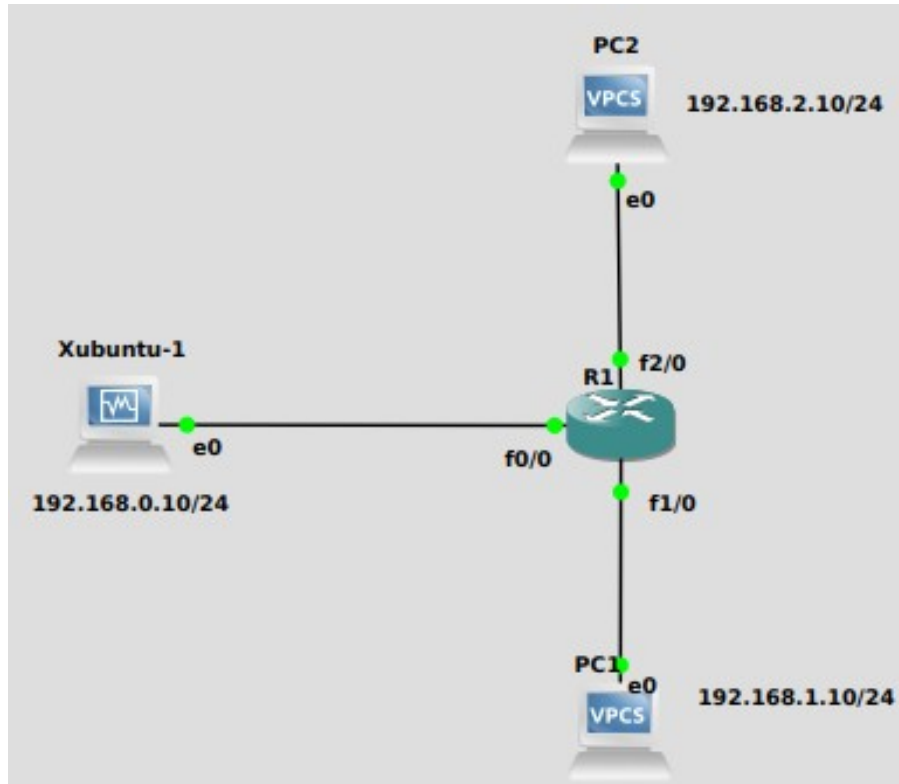 PC2
VPCS
192.168.2.10/24
e0
Xubuntu-1
f2/0
R1
e0
f0/0
192.168.0.10/24
f1/0
PC1
e0
192.168.1.10/24
VPCS